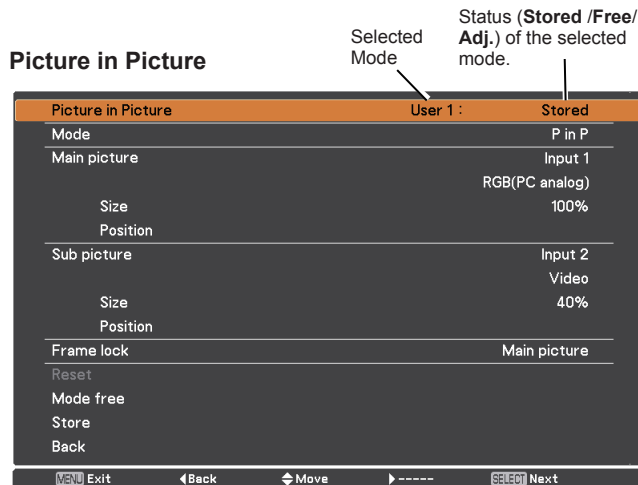 Picture in Picture
Selected
Mode
Status (Stored /Free/
Adj.) of the selected
mode.
Picture in Picture User 1 : Stored
Mode P in P
Main picture Input 1
RGB(PC analog)
Size 100%
Position
Sub picture Input 2
Video
Size 40%
Position
Frame lock Main picture
Reset
Mode free
Store
Back
MENU Exit ◀Back ◆Move ▶----- SELECT Next